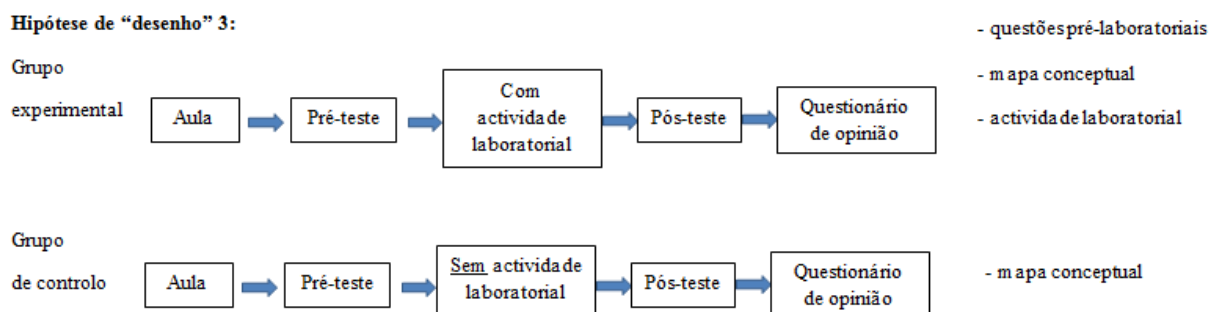 Hipótese de “desenho” 3:
- questões pré-laboratoriais
Grupo
experimental
- mapa conceptual
- actividade laboratorial
Aula
Pré-teste
Com
actividade
laboratorial
Pós-teste
Questionário
de opinião
Grupo
de controlo
Aula
Pré-teste
Sem actividade
laboratorial
Pós-teste
Questionário
de opinião
- mapa conceptual